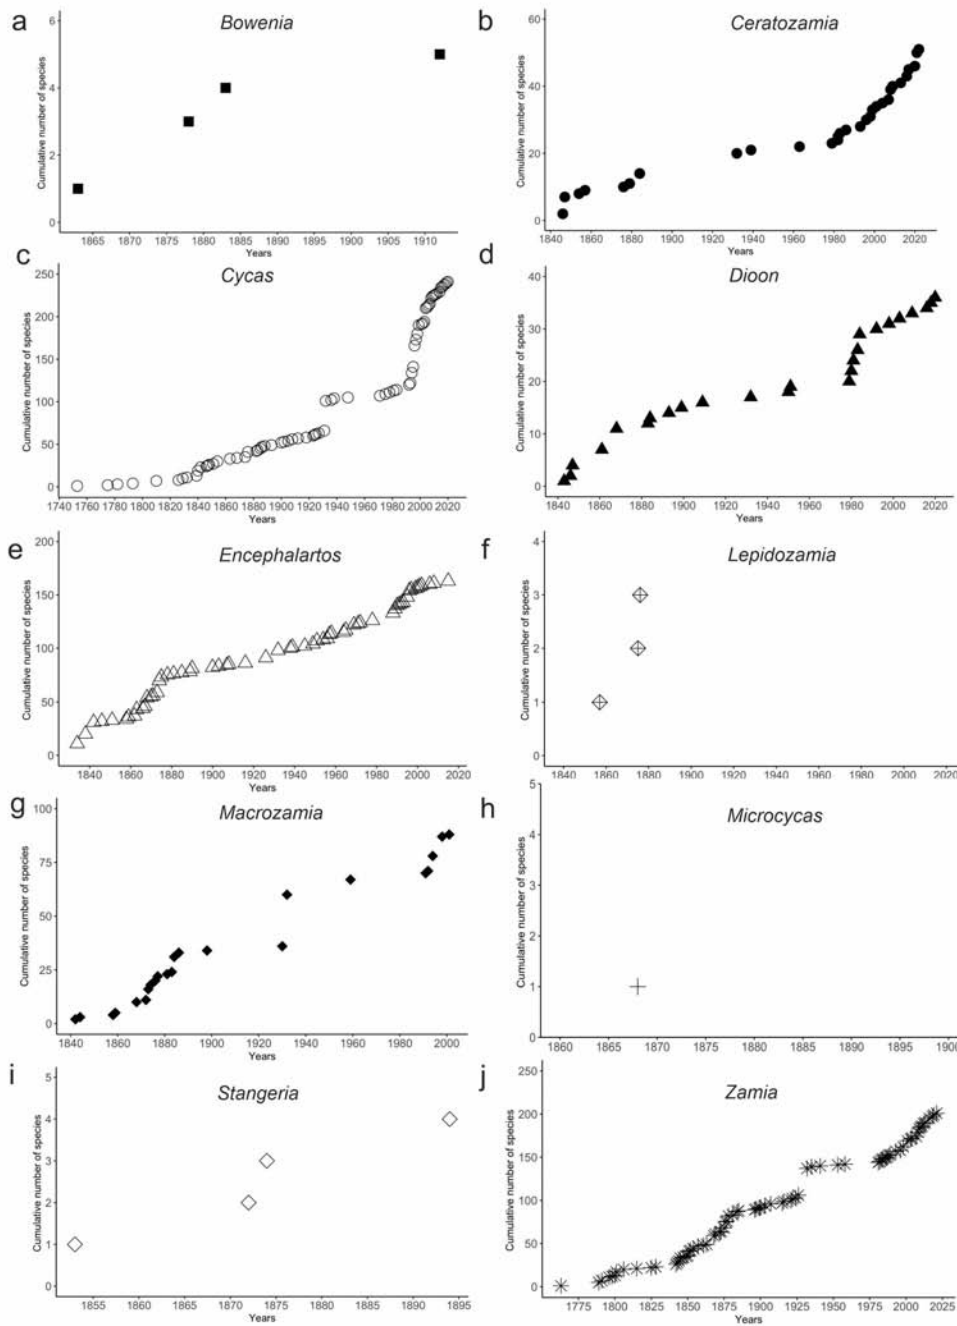 a
Bowenia
Cumulative number of species
6
4
2
0
1865 1870 1875 1880 1885 1890 1895 1900 1905 1910
Years
b
Ceratozamia
Cumulative number of species
60
40
20
0
1840 1860 1880 1900 1920 1940 1960 1980 2000 2020
Years
c
Cycas
Cumulative number of species
250
200
150
100
50
0
1740 1760 1780 1800 1820 1840 1860 1880 1900 1920 1940 1960 1980 2000 2020
Years
d
Dioon
Cumulative number of species
40
30
20
10
0
1840 1860 1880 1900 1920 1940 1960 1980 2000 2020
Years
e
Encephalartos
Cumulative number of species
200
150
100
50
0
1840 1860 1880 1900 1920 1940 1960 1980 2000 2020
Years
f
Lepidozamia
Cumulative number of species
4
3
2
1
0
1840 1860 1880 1900 1920 1940 1960 1980 2000 2020
Years
g
Macrozamia
Cumulative number of species
100
75
50
25
0
1840 1860 1880 1900 1920 1940 1960 1980 2000
Years
h
Microcycas
Cumulative number of species
5
4
3
2
1
0
1860 1865 1870 1875 1880 1885 1890 1895 1900
Years
i
Stangeria
Cumulative number of species
5
4
3
2
1
0
1855 1860 1865 1870 1875 1880 1885 1890 1895
Years
j
Zamia
Cumulative number of species
250
200
150
100
50
0
1775 1800 1825 1850 1875 1900 1925 1950 1975 2000 2025
Years